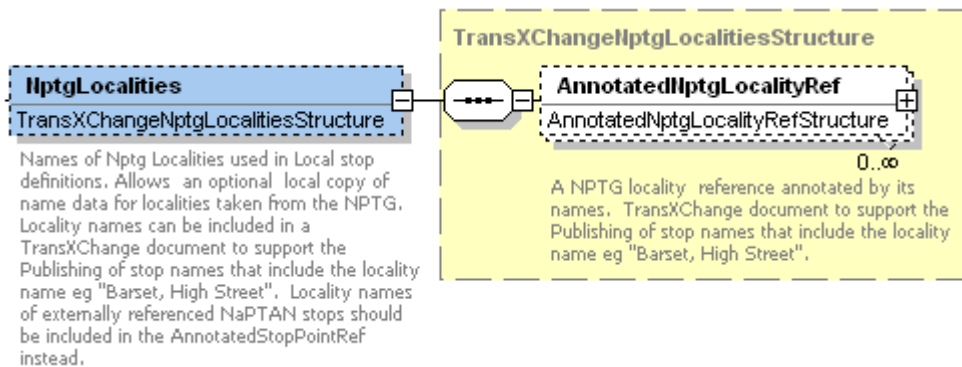 TransXChangeNptgLocalitiesStructure
NptgLocalities
TransXChangeNptgLocalitiesStructure
Names of Nptg Localities used in Local stop
definitions. Allows  an optional  local copy of
name data for localities taken from the NPTG.
Locality names can be included in a
TransXChange document to support the
Publishing of stop names that include the locality
name eg "Barset, High Street".  Locality names
of externally referenced NaPTAN stops should
be included in the AnnotatedStopPointRef
instead.
AnnotatedNptgLocalityRef
AnnotatedNptgLocalityRefStructure
0..∞
A NPTG locality  reference annotated by its
names.  TransXChange document to support the
Publishing of stop names that include the locality
name eg "Barset, High Street".